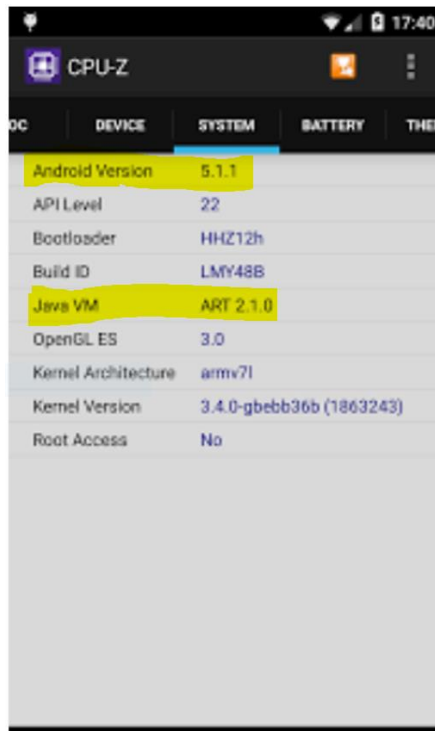 17:40
CPU-Z
OC DEVICE SYSTEM BATTERY THE
Android Version 5.1.1
API Level 22
Bootloader HHZ12h
Build ID LMY48B
Java VM ART 2.1.0
OpenGL ES 3.0
Kernel Architecture armv7l
Kernel Version 3.4.0-gbebb36b (1863243)
Root Access No